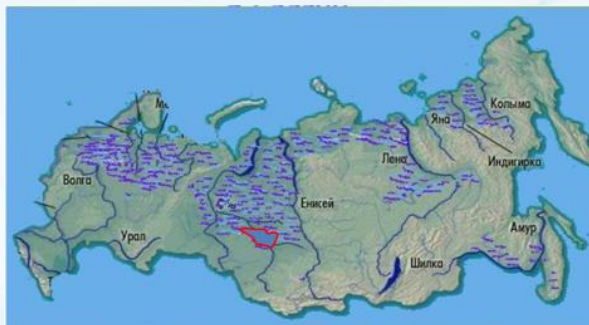 Колыма
Яна
Индигирка
Лена
Волга
Енисей
Урал
Амур
Шилка